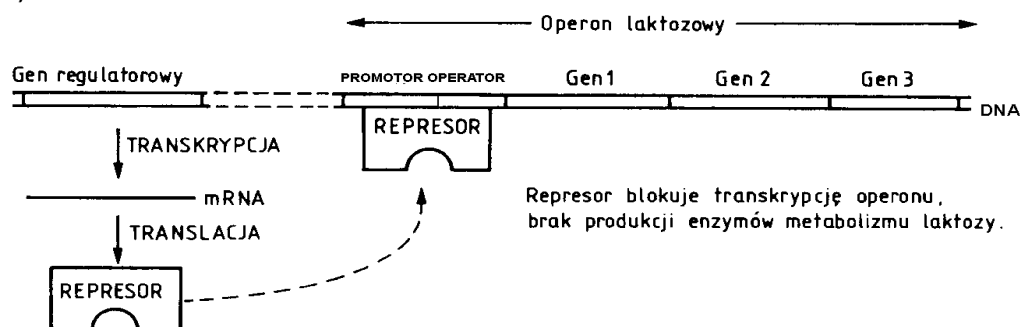 Operon laktozowy
Gen regulatorowy
PROMOTOR OPERATOR
Gen 1
Gen 2
Gen 3
DNA
REPRESOR
TRANSKRYPCJA
mRNA
Represor blokuje transkrypcję operonu,
brak produkcji enzymów metabolizmu laktozy.
TRANSLACJA
REPRESOR